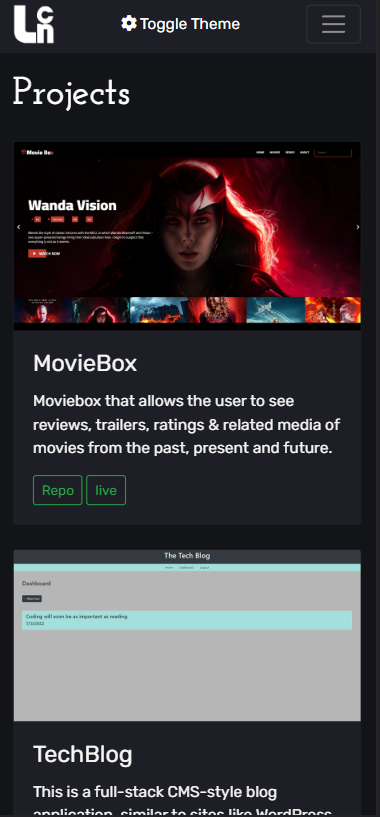 Lcn
Toggle Theme
Projects
Movie Box
HOME MOVIES SERIES ABOUT
Wanda Vision
WATCH NOW
MovieBox
Moviebox that allows the user to see
reviews, trailers, ratings & related media of
movies from the past, present and future.
Repo live
The Tech Blog
Home Dashboard Logout
Dashboard
Coding will soon be as important as reading
7/3/2022
TechBlog
This is a full-stack CMS-style blog
application, similar to sites like WordPress